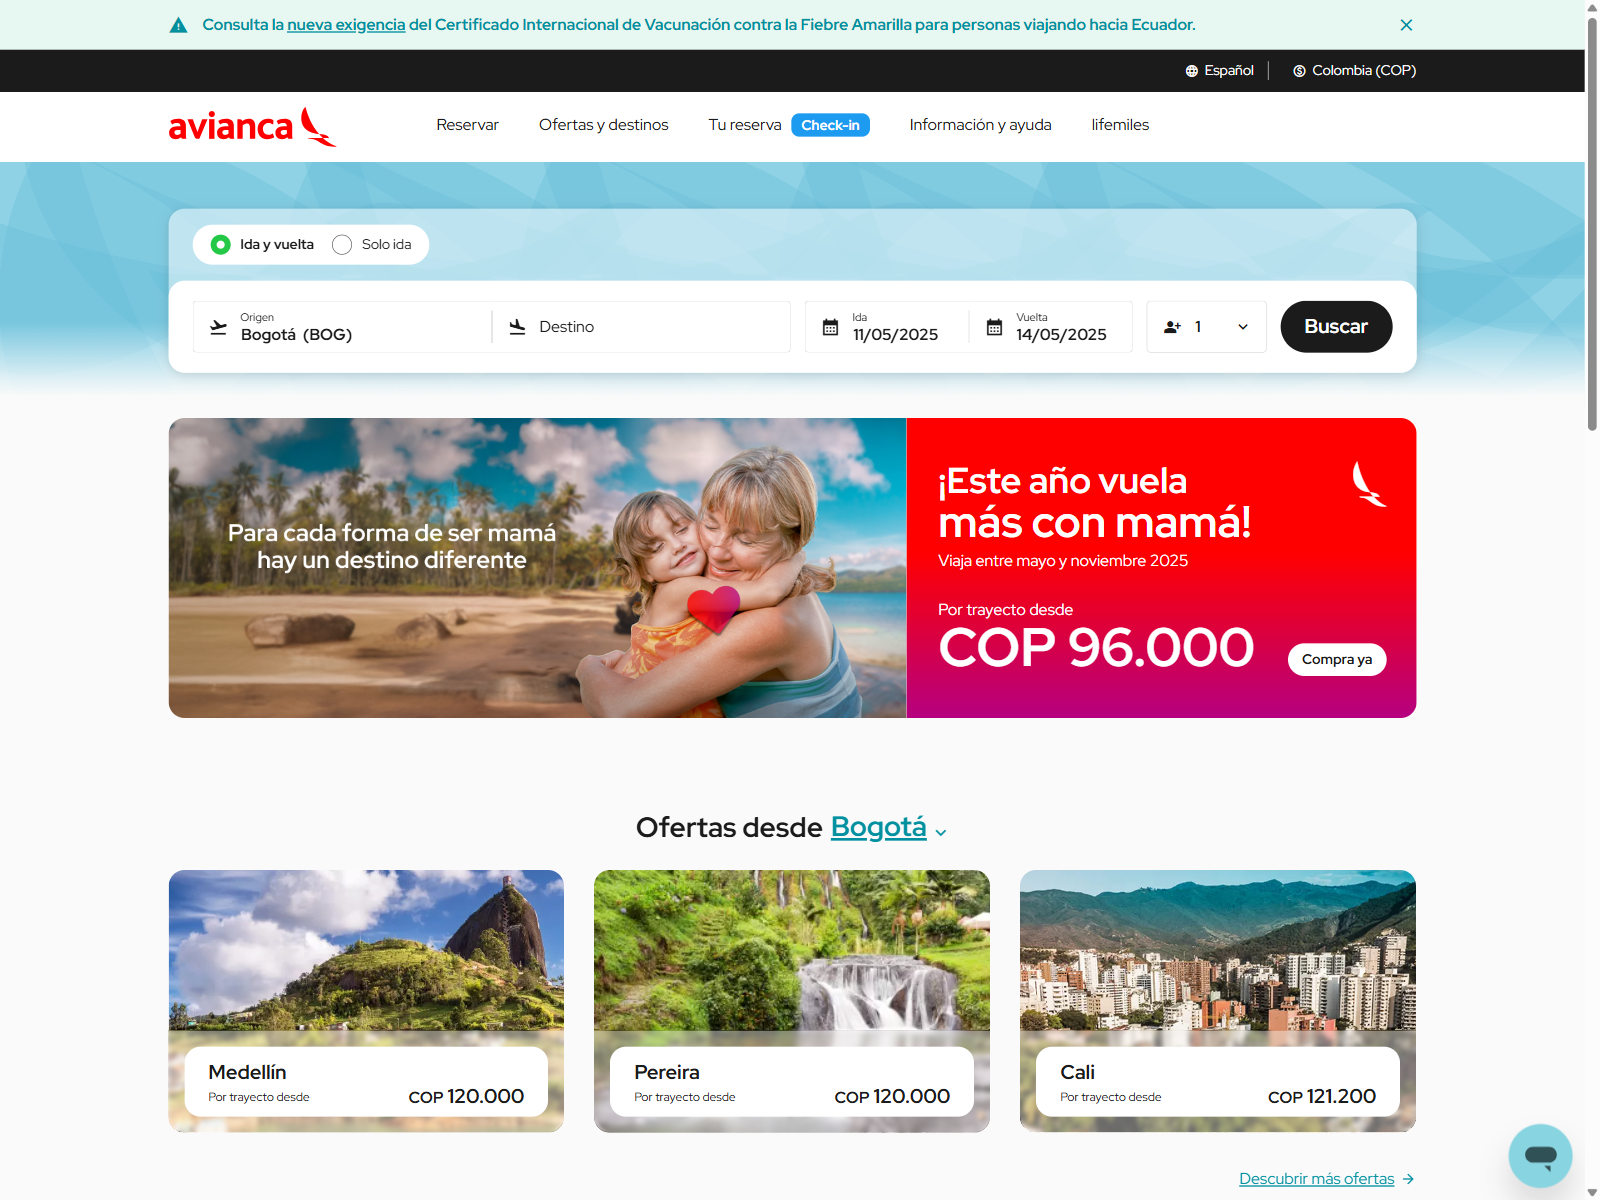 Consulta la nueva exigencia del Certificado Internacional de Vacunación contra la Fiebre Amarilla para personas viajando hacia Ecuador.
Español
Colombia (COP)
avianca
Reservar
Ofertas y destinos
Tu reserva
Check-in
Información y ayuda
lifemiles
Ida y vuelta
Solo ida
Origen
Bogotá (BOG)
Destino
Ida
11/05/2025
Vuelta
14/05/2025
1
Buscar
Para cada forma de ser mamá
hay un destino diferente
¡Este año vuela
más con mamá!
Viaja entre mayo y noviembre 2025
Por trayecto desde
COP 96.000
Compra ya
Ofertas desde Bogotá
Medellín
Por trayecto desde
COP 120.000
Pereira
Por trayecto desde
COP 120.000
Cali
Por trayecto desde
COP 121.200
Descubrir más ofertas